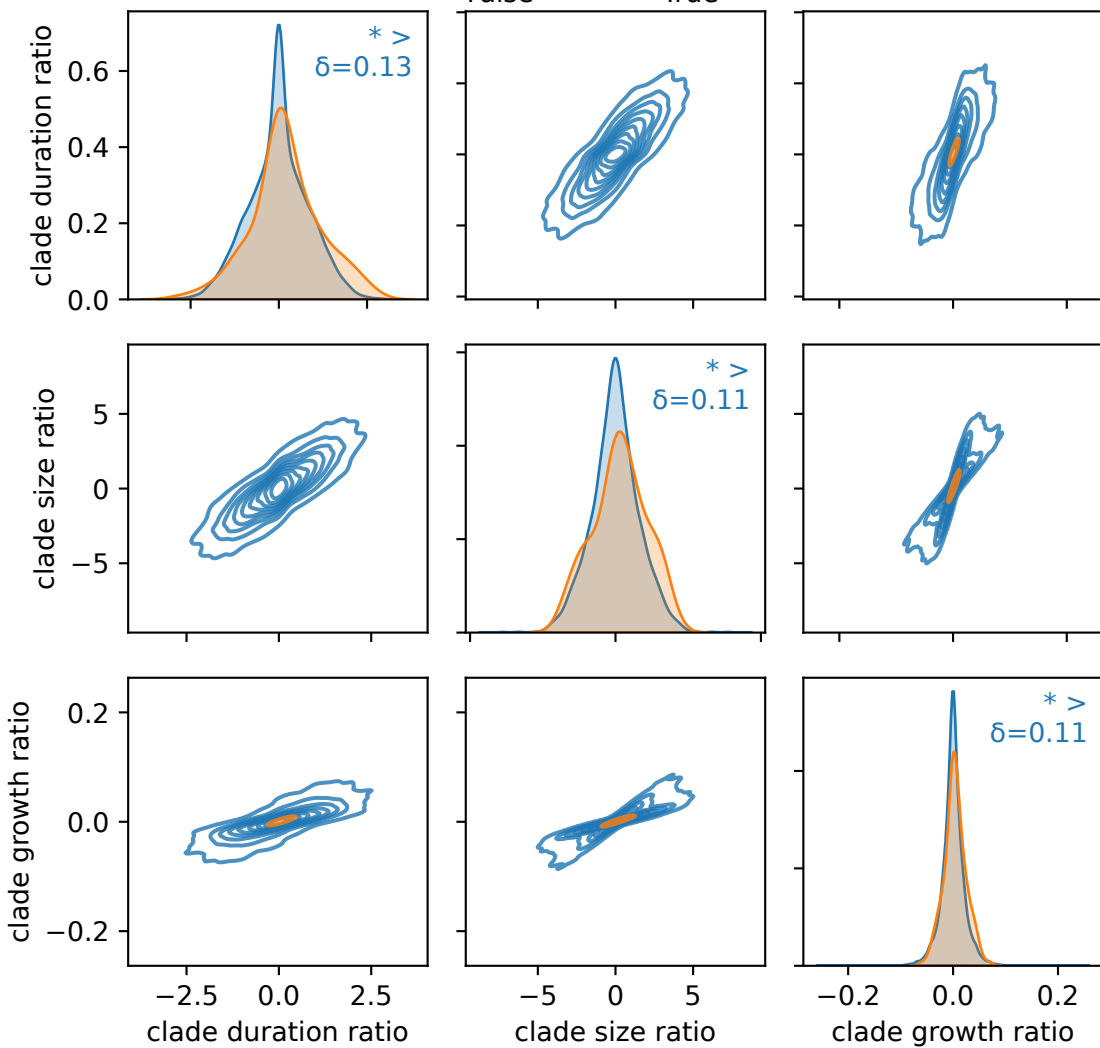 clade duration ratio
0.6
0.4
0.2
0.0
* >
δ=0.13
clade size ratio
5
0
−5
* >
δ=0.11
clade growth ratio
0.2
0.0
−0.2
* >
δ=0.11
−2.5 0.0 2.5
−5 0 5
−0.2 0.0 0.2
clade duration ratio
clade size ratio
clade growth ratio